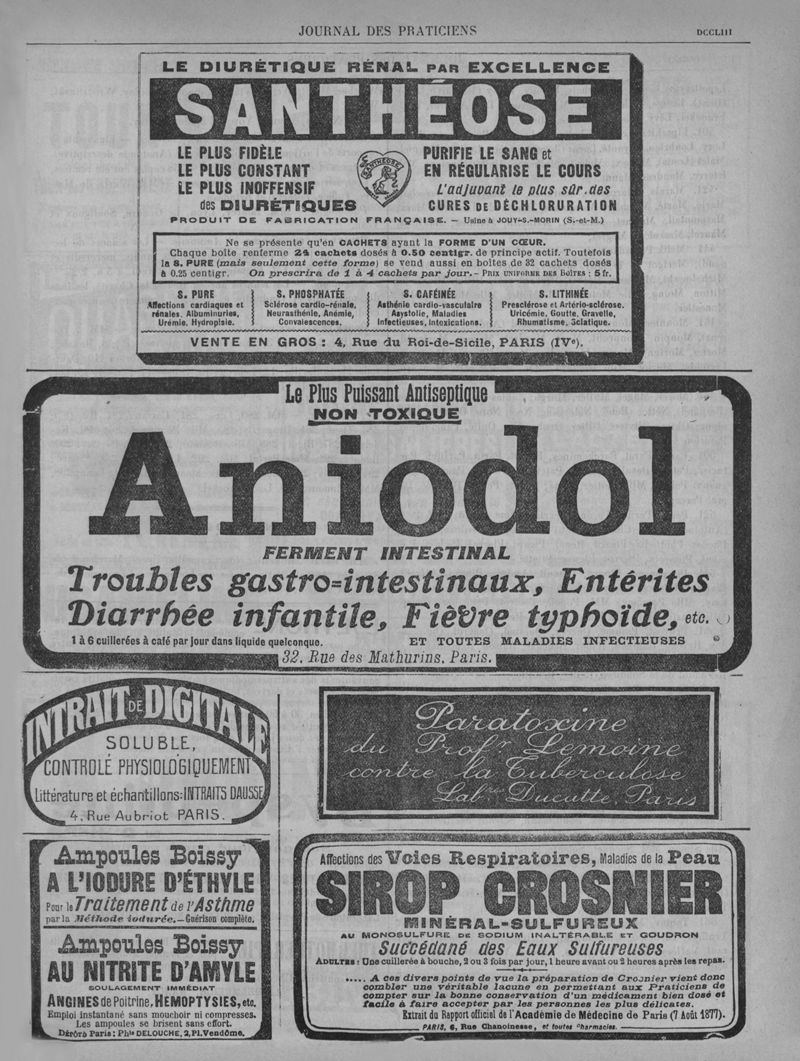 JOURNAL DES PRATICIENS
DCCLIII
LE DIURÉTIQUE RÉNAL PAR EXCELLENCE
SANTHÉOSE
LE PLUS FIDÈLE
LE PLUS CONSTANT
LE PLUS INOFFENSIF
des DIURÉTIQUES
SANTHÉOSE
PURIFIE LE SANG et
EN RÉGULARISE LE COURS
L'adjuvant le plus sûr.des
CURES DE DÉCHLORURATION
PRODUIT DE FABRICATION FRANÇAISE. — Usine à JOUY-S.-MORIN (S.-et-M.)
Ne se présente qu'en CACHETS ayant la FORME D'UN CŒUR.
Chaque boîte renferme 24 cachets dosés à 0.50 centigr. de principe actif. Toutefois
la S. PURE (mais seulement cette forme) se vend aussi en boîtes de 32 cachets dosés
à 0.25 centigr. On prescrira de 1 à 4 cachets par jour. - PRIX UNIFORME DES BOÎTES : 5 fr.
S. PURE
Affections cardiaques et
rénales, Albuminuries,
Urémie, Hydropisie.
S. PHOSPHATÉE
Sclérose cardio-rénale,
Neurasthénie, Anémie,
Convalescences.
S. CAFÉINÉE
Asthénie cardio-vasculaire
Asystolie, Maladies
Infectieuses, Intoxications.
S. LITHINÉE
Presclérose et Artério-sclérose.
Uricémie, Goutte, Gravelle,
Rhumatisme, Sciatique.
VENTE EN GROS : 4, Rue du Roi-de-Sicile, PARIS (IVe).
Le Plus Puissant Antiseptique
NON TOXIQUE
Aniodol
FERMENT INTESTINAL
Troubles gastro=intestinaux, Entérites
Diarrhée infantile, Fièvre typhoïde, etc.
1 à 6 cuillerées à café par jour dans liquide quelconque. ET TOUTES MALADIES INFECTIEUSES
32, Rue des Mathurins, Paris.
INTRAIT DE DIGITALE
SOLUBLE,
CONTROLÉ PHYSIOLOGIQUEMENT
Littérature et échantillons: INTRAITS DAUSSE
4, Rue Aubriot PARIS.
Paratoxine
du Profr. Lemoine
contre la Tuberculose
Labres Ducatte, Paris
Ampoules Boissy
A L'IODURE D'ÉTHYLE
Pour le Traitement de l'Asthme
par la Méthode iodurée. — Guérison complète.
Ampoules Boissy
AU NITRITE D'AMYLE
SOULAGEMENT IMMÉDIAT
ANGINES de Poitrine, HEMOPTYSIES, etc.
Emploi instantané sans mouchoir ni compresses.
Les ampoules se brisent sans effort.
Dérôrâ Paris : Phie DELOUCHE, 2, Pl. Vendôme.
Affections des Voies Respiratoires, Maladies de la Peau
SIROP CROSNIER
MINÉRAL-SULFUREUX
AU MONOSULFURE DE SODIUM INALTÉRABLE ET GOUDRON
Succédané des Eaux Sulfureuses
ADULTES : Une cuillerée à bouche, 2 ou 3 fois par jour, 1 heure avant ou 2 heures après les repas.
..... A ces divers points de vue la préparation de Crosnier vient donc
combler une véritable lacune en permettant aux Praticiens de
compter sur la bonne conservation d'un médicament bien dosé et
facile à faire accepter par les personnes les plus délicates.
Extrait du Rapport officiel de l'Académie de Médecine de Paris (7 Août 1877).
PARIS, 6, Rue Chanoinesse, et toutes Pharmacies.